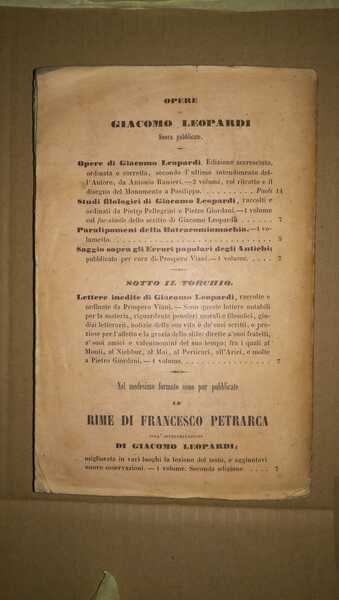 OPERE
DI
GIACOMO LEOPARDI
Finora pubblicate.
Opere di Giacomo Leopardi. Edizione accresciuta,
ordinata e corretta, secondo l'ultimo intendimento del-
l'Autore, da Antonio Ranieri. — 2 volumi, col ritratto e il
disegno del Monumento a Posilippo. Paoli 14
Studi filologici di Giacomo Leopardi, raccolti e
ordinati da Pietro Pellegrini e Pietro Giordani. — 1 volume
col fac-simile dello scritto di Giacomo Leopardi . . . . 7
Paralipomeni della Batracomiomachia. — 1 vo-
lumetto. 3
Saggio sopra gli Errori popolari degli Antichi
pubblicato per cura di Prospero Viani. — 1 volume. . . . 7
SOTTO IL TORCHIO.
Lettere inedite di Giacomo Leopardi, raccolte e
ordinate da Prospero Viani. — Sono queste lettere notabili
per la materia, riguardante pensieri morali e filosofici,
giudizi letterarii, notizie della sua vita e de' suoi scritti, e pre-
ziose per l'affetto e la grazia dello stile: dirette a' suoi fratelli,
a' suoi amici e valentuomini del suo tempo; fra i quali al
Monti, al Niebhur, al Mai, al Perticari, all'Arici, e molte
a Pietro Giordani. — 1 volume. 7
Nel medesimo formato sono pur pubblicate
LE
RIME DI FRANCESCO PETRARCA
COLL' INTERPRETAZIONE
DI GIACOMO LEOPARDI;
migliorata in vari luoghi la lezione del testo, e aggiuntovi
nuove osservazioni. — 1 volume. Seconda edizione . . . . 7